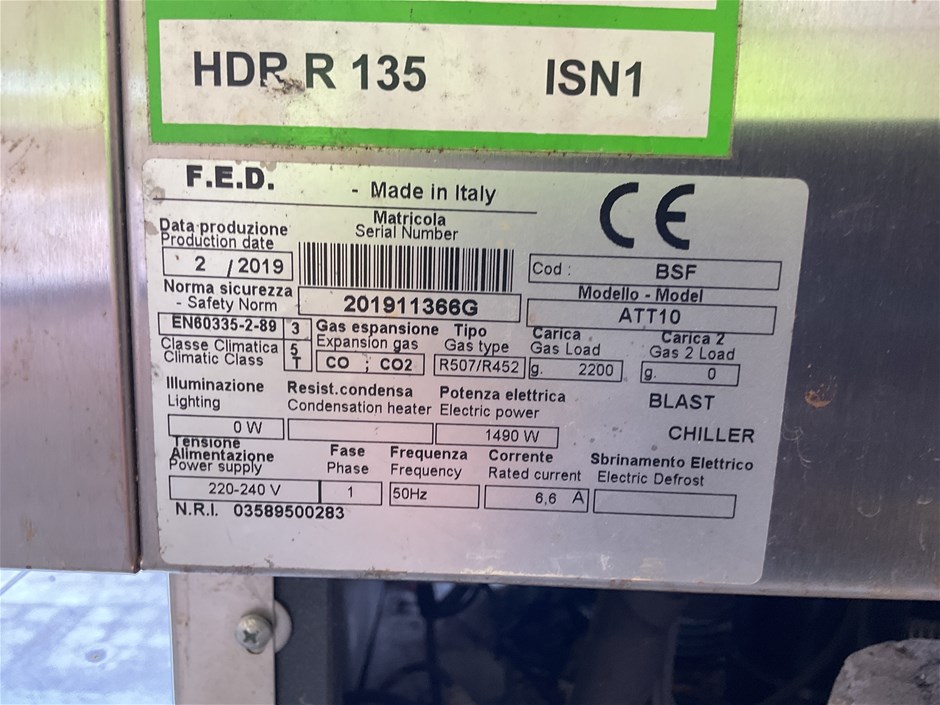 HDR R 135 ISN1
F.E.D. - Made in Italy
CE
Data produzione
Production date
2 / 2019
Matricola
Serial Number
201911366G
Cod : BSF
Modello - Model
ATT10
Norma sicurezza
- Safety Norm
EN60335-2-89 3
Classe Climatica
Climatic Class
5
T
Gas espansione
Expansion gas
CO ; CO2
Tipo
Gas type
R507/R452
Carica
Gas Load
g. 2200
Carica 2
Gas 2 Load
g. 0
Illuminazione
Lighting
0 W
Resist.condensa
Condensation heater
Potenza elettrica
Electric power
1490 W
BLAST
CHILLER
Tensione
Alimentazione
Power supply
220-240 V
Fase
Phase
1
Frequenza
Frequency
50Hz
Corrente
Rated current
6,6 A
Sbrinamento Elettrico
Electric Defrost
N.R.I. 03589500283